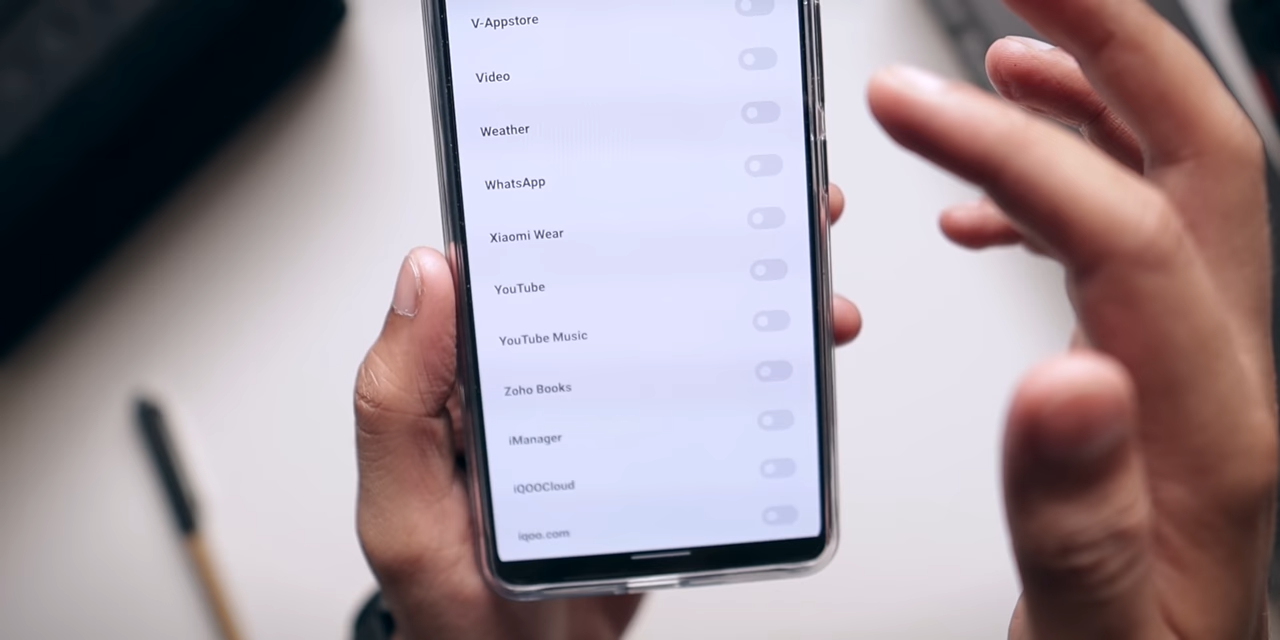 V-Appstore
Video
Weather
WhatsApp
Xiaomi Wear
YouTube
YouTube Music
Zoho Books
iManager
iQOOCloud
iqoo.com